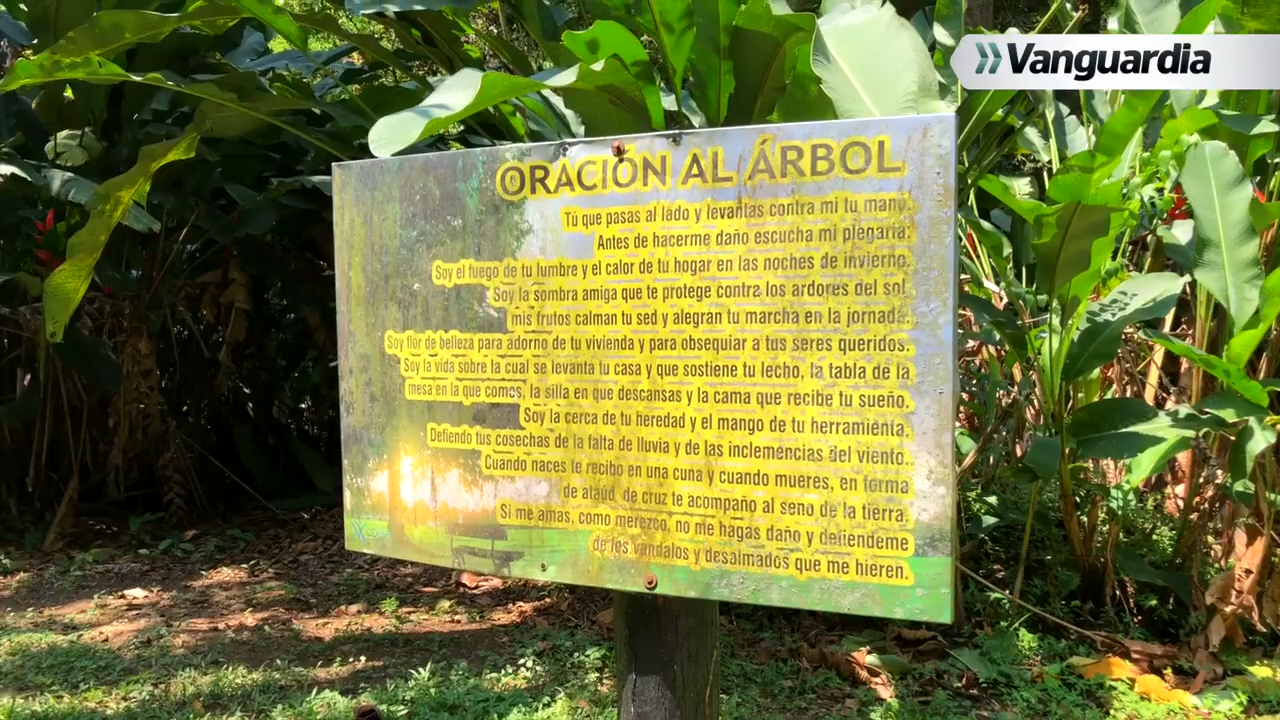 Vanguardia
ORACIÓN AL ÁRBOL
Tú que pasas al lado y levantas contra mi tu mano.
Antes de hacerme daño escucha mi plegaria:
Soy el fuego de tu lumbre y el calor de tu hogar en las noches de invierno.
Soy la sombra amiga que te protege contra los ardores del sol
mis frutos calman tu sed y alegran tu marcha en la jornada.
Soy flor de belleza para adorno de tu vivienda y para obsequiar a tus seres queridos.
Soy la vida sobre la cual se levanta tu casa y que sostiene tu lecho, la tabla de la
mesa en la que comes, la silla en que descansas y la cama que recibe tu sueño.
Soy la cerca de tu heredad y el mango de tu herramienta.
Defiendo tus cosechas de la falta de lluvia y de las inclemencias del viento.
Cuando naces te recibo en una cuna y cuando mueres, en forma
de ataúd, de cruz te acompaño al seno de la tierra.
Si me amas, como merezco, no me hagas daño y defiendeme
de los vandalos y desalmados que me hieren.